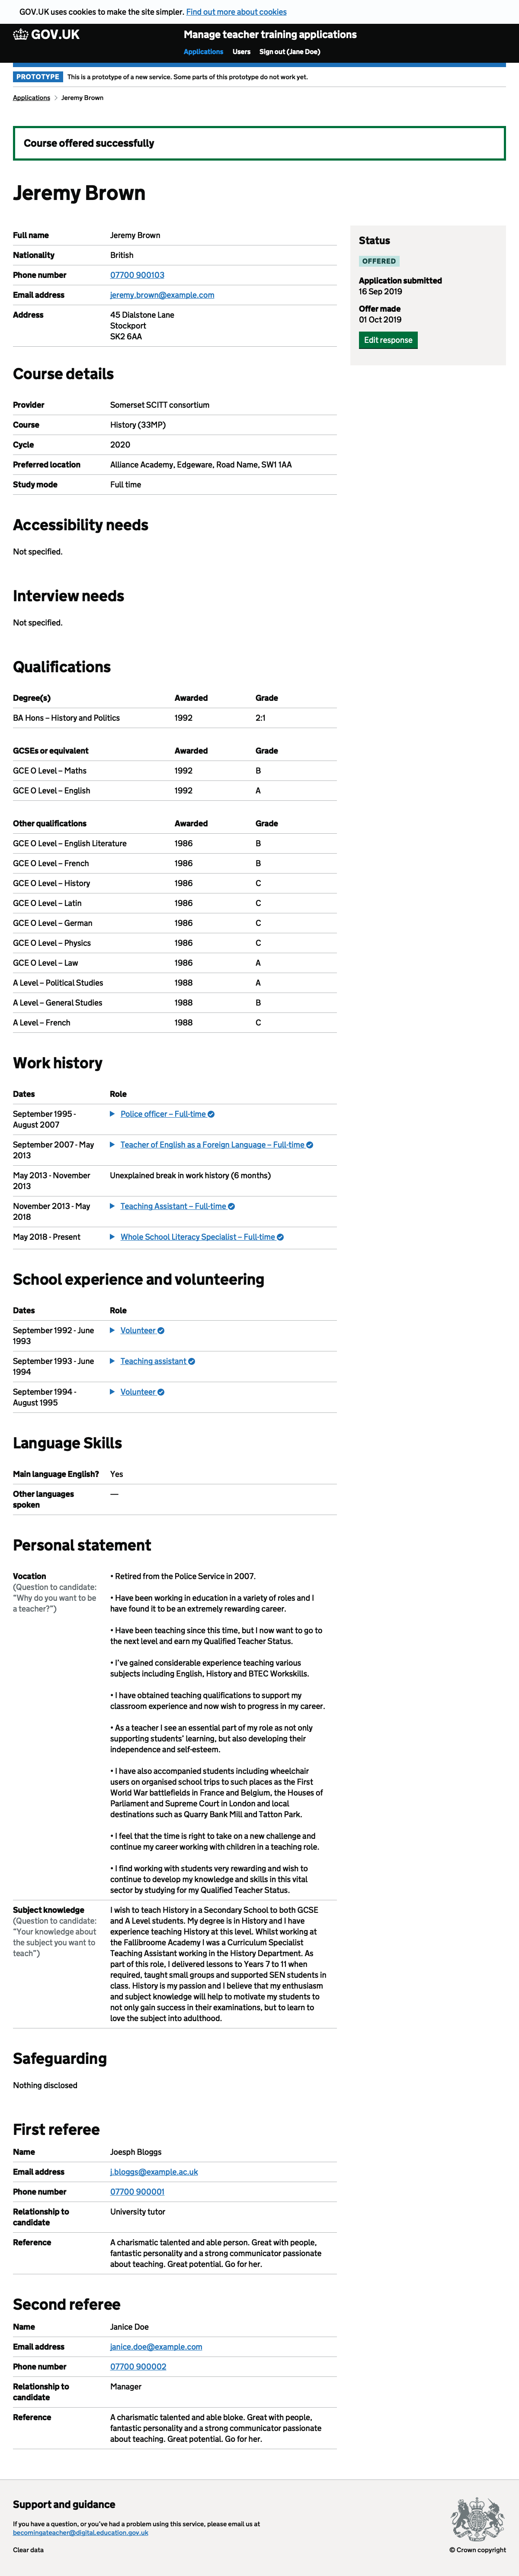 GOV.UK uses cookies to make the site simpler. Find out more about cookies
GOV.UK
Manage teacher training applications
Applications Users Sign out (Jane Doe)
PROTOTYPE This is a prototype of a new service. Some parts of this prototype do not work yet.
Applications > Jeremy Brown
Course offered successfully
Jeremy Brown
Full name Jeremy Brown
Nationality British
Phone number 07700 900103
Email address jeremy.brown@example.com
Address 45 Dialstone Lane
Stockport
SK2 6AA
Status
OFFERED
Application submitted
16 Sep 2019
Offer made
01 Oct 2019
Edit response
Course details
Provider Somerset SCITT consortium
Course History (33MP)
Cycle 2020
Preferred location Alliance Academy, Edgeware, Road Name, SW1 1AA
Study mode Full time
Accessibility needs
Not specified.
Interview needs
Not specified.
Qualifications
Degree(s) Awarded Grade
BA Hons – History and Politics 1992 2:1
GCSEs or equivalent Awarded Grade
GCE O Level – Maths 1992 B
GCE O Level – English 1992 A
Other qualifications Awarded Grade
GCE O Level – English Literature 1986 B
GCE O Level – French 1986 B
GCE O Level – History 1986 C
GCE O Level – Latin 1986 C
GCE O Level – German 1986 C
GCE O Level – Physics 1986 C
GCE O Level – Law 1986 A
A Level – Political Studies 1988 A
A Level – General Studies 1988 B
A Level – French 1988 C
Work history
Dates Role
September 1995 - Police officer – Full-time
August 2007
September 2007 - May Teacher of English as a Foreign Language – Full-time
2013
May 2013 - November Unexplained break in work history (6 months)
2013
November 2013 - May Teaching Assistant – Full-time
2018
May 2018 - Present Whole School Literacy Specialist – Full-time
School experience and volunteering
Dates Role
September 1992 - June Volunteer
1993
September 1993 - June Teaching assistant
1994
September 1994 - Volunteer
August 1995
Language Skills
Main language English? Yes
Other languages —
spoken
Personal statement
Vocation
(Question to candidate:
“Why do you want to be
a teacher?”)
• Retired from the Police Service in 2007.
• Have been working in education in a variety of roles and I
have found it to be an extremely rewarding career.
• Have been teaching since this time, but I now want to go to
the next level and earn my Qualified Teacher Status.
• I’ve gained considerable experience teaching various
subjects including English, History and BTEC Workskills.
• I have obtained teaching qualifications to support my
classroom experience and now wish to progress in my career.
• As a teacher I see an essential part of my role as not only
supporting students’ learning, but also developing their
independence and self-esteem.
• I have also accompanied students including wheelchair
users on organised school trips to such places as the First
World War battlefields in France and Belgium, the Houses of
Parliament and Supreme Court in London and local
destinations such as Quarry Bank Mill and Tatton Park.
• I feel that the time is right to take on a new challenge and
continue my career working with children in a teaching role.
• I find working with students very rewarding and wish to
continue to develop my knowledge and skills in this vital
sector by studying for my Qualified Teacher Status.
Subject knowledge
(Question to candidate:
“Your knowledge about
the subject you want to
teach”)
I wish to teach History in a Secondary School to both GCSE
and A Level students. My degree is in History and I have
experience teaching History at this level. Whilst working at
the Fallibroome Academy I was a Curriculum Specialist
Teaching Assistant working in the History Department. As
part of this role, I delivered lessons to Years 7 to 11 when
required, taught small groups and supported SEN students in
class. History is my passion and I believe that my enthusiasm
and subject knowledge will help to motivate my students to
not only gain success in their examinations, but to learn to
love the subject into adulthood.
Safeguarding
Nothing disclosed
First referee
Name Joesph Bloggs
Email address j.bloggs@example.ac.uk
Phone number 07700 900001
Relationship to University tutor
candidate
Reference A charismatic talented and able person. Great with people,
fantastic personality and a strong communicator passionate
about teaching. Great potential. Go for her.
Second referee
Name Janice Doe
Email address janice.doe@example.com
Phone number 07700 900002
Relationship to Manager
candidate
Reference A charismatic talented and able bloke. Great with people,
fantastic personality and a strong communicator passionate
about teaching. Great potential. Go for her.
Support and guidance
If you have a question, or you’ve had a problem using this service, please email us at
becomingateacher@digital.education.gov.uk
Clear data
© Crown copyright